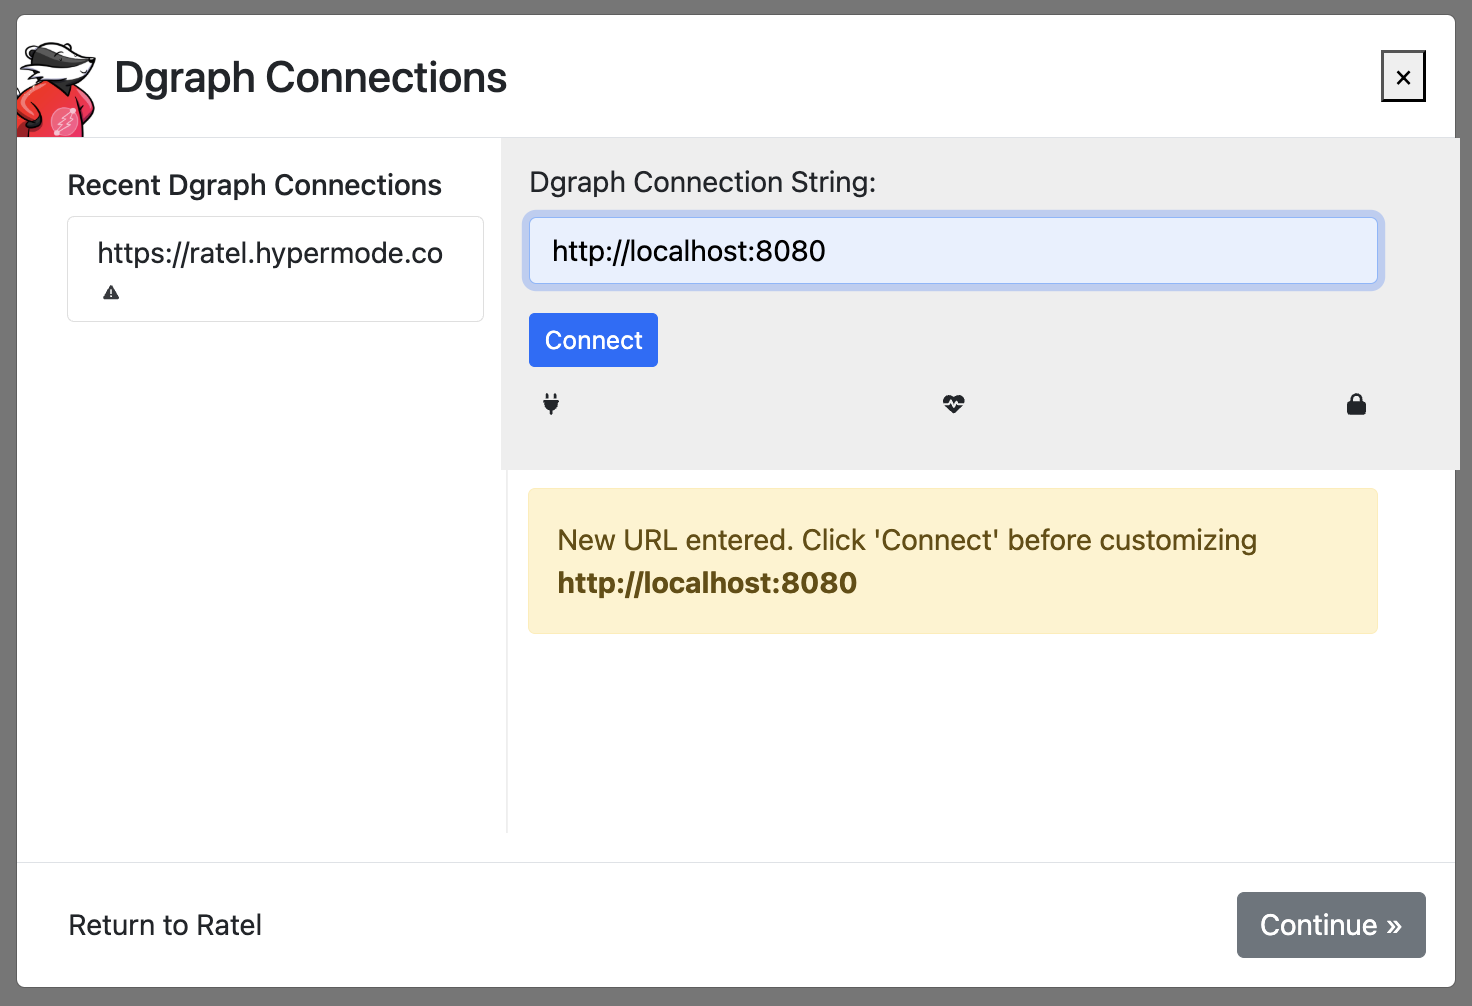 Dgraph Connections
×
Recent Dgraph Connections
https://ratel.hypermode.co
Dgraph Connection String:
http://localhost:8080
Connect
New URL entered. Click 'Connect' before customizing
http://localhost:8080
Return to Ratel
Continue »